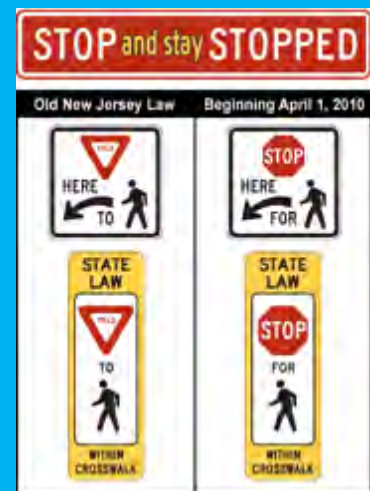 STOP and stay STOPPED
Old New Jersey Law
Beginning April 1, 2010
YIELD
HERE
TO
STOP
HERE
FOR
STATE
LAW
YIELD
TO
WITHIN
CROSSWALK
STATE
LAW
STOP
FOR
WITHIN
CROSSWALK